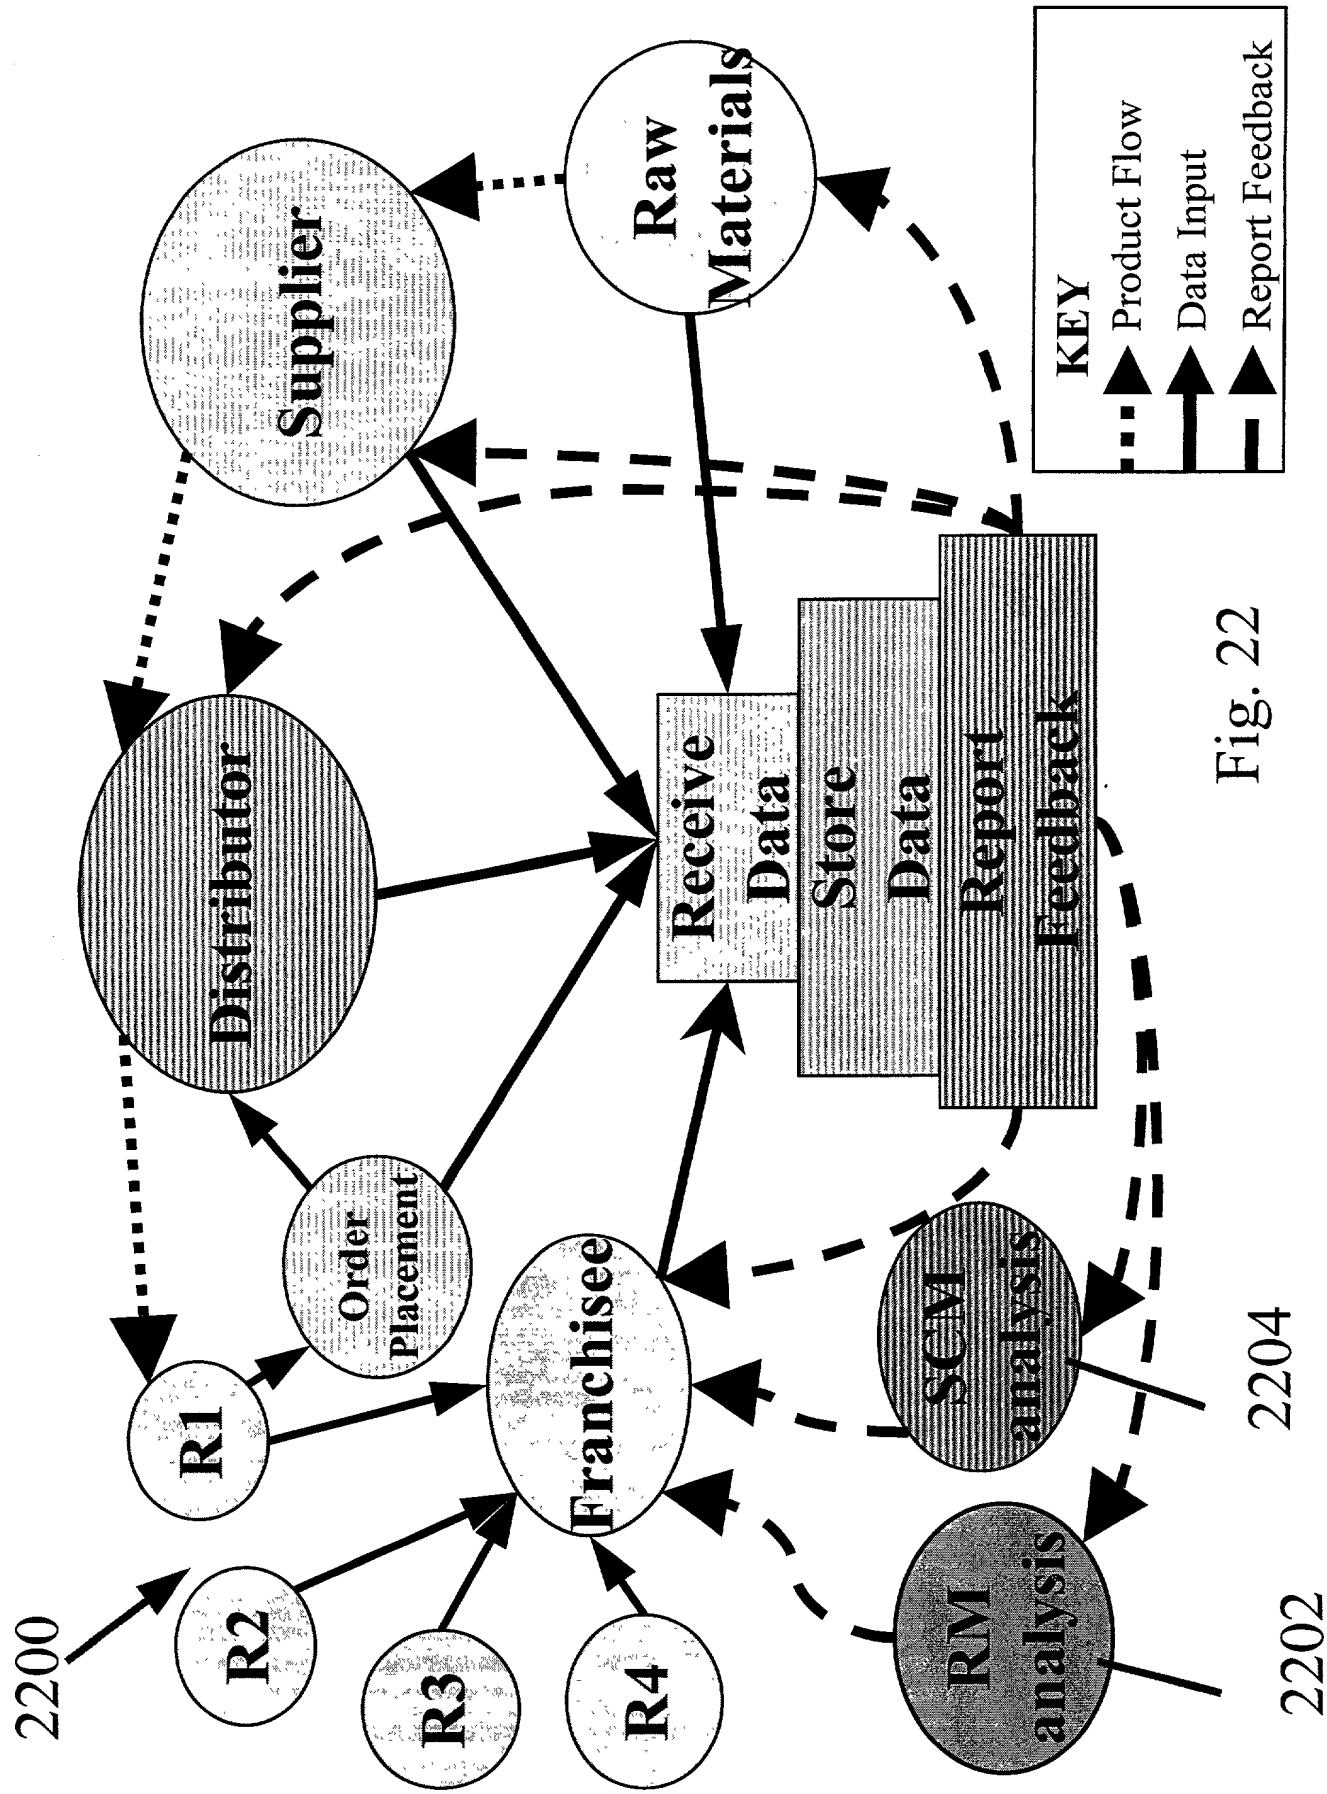 2200
R1
R2
R3
R4
Order
Placement
Distributor
Supplier
Franchisee
Raw
Materials
Receive
Data
Store
Data
Report
Feedback
RM
analysis
SCM
analysis
2202
2204
KEY
Product Flow
Data Input
Report Feedback
Fig. 22